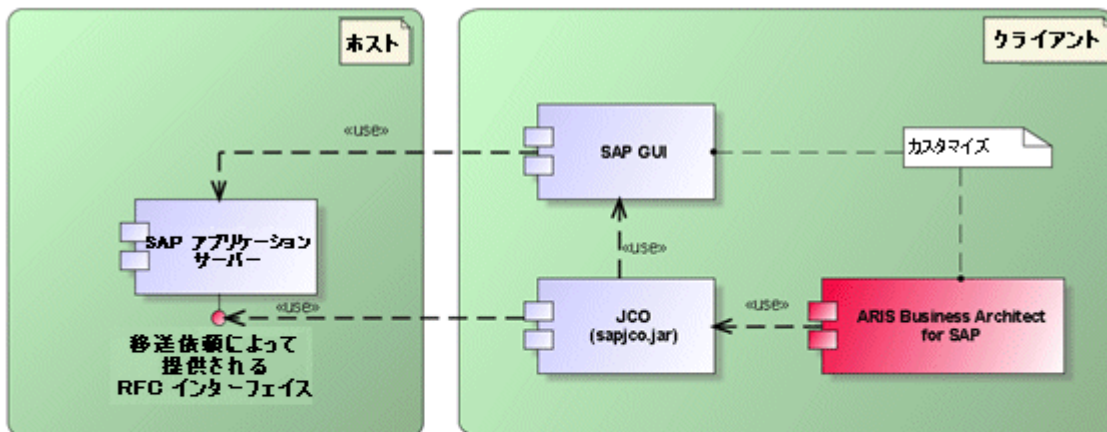 ホスト
クライアント
«use»
SAP GUI
カスタマイズ
SAP アプリケーション
サーバー
«use»
«use»
JCO
(sapjco.jar)
«use»
ARIS Business Architect
for SAP
移送依頼によって
提供される
RFC インターフェイス